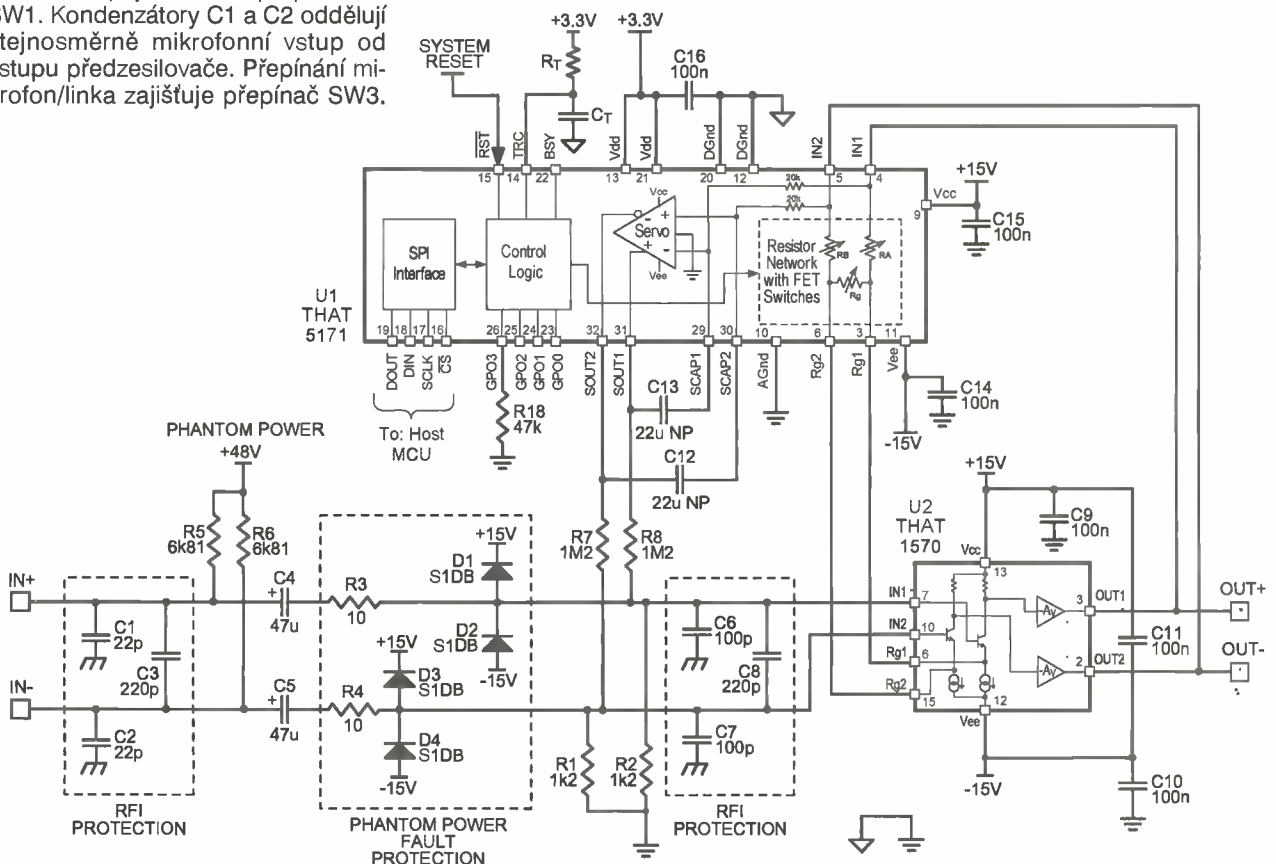 SW1. Kondenzátory C1 a C2 oddělují
tejnosměrně mikrofonní vstup od
stupu předzesilovače. Přepínání mi-
rofon/linka zajišťuje přepínač SW3.
+3.3V
+3.3V
SYSTEM
RESET
RT
CT
C16
100n
RST
TRC
BSY
Vdd
Vdd
DGnd
DGnd
IN2
IN1
15
14
22
13
21
20
12
5
4
+15V
Vcc
9
C15
100n
20k
20k
Vcc
Servo
+
-
-
+
Vee
SPI
Interface
Control
Logic
Resistor
Network
with FET
Switches
RB
RA
Rg
U1
THAT
5171
19
18
17
16
26
25
24
23
32
31
29
30
10
6
3
11
DOUT
DIN
SCLK
CS
GPO3
GPO2
GPO1
GPO0
SOUT2
SOUT1
SCAP1
SCAP2
AGnd
Rg2
Rg1
Vee
To: Host
MCU
R18
47k
C13
22u NP
C12
22u NP
C14
100n
-15V
PHANTOM POWER
+48V
R5
6k81
R6
6k81
R7
1M2
R8
1M2
+15V
U2
THAT
1570
C9
100n
Vcc
13
IN+
C1
22p
C3
220p
C4
+
47u
R3
10
+15V
D1
S1DB
D2
S1DB
-15V
C6
100p
C8
220p
IN1
7
IN2
10
Rg1
6
Rg2
15
-Av
-Av
3
OUT1
2
OUT2
12
Vee
-15V
OUT+
OUT-
C11
100n
C10
100n
IN-
C2
22p
C5
+
47u
R4
10
+15V
D3
S1DB
D4
S1DB
-15V
R1
1k2
R2
1k2
C7
100p
RFI
PROTECTION
PHANTOM POWER
FAULT
PROTECTION
RFI
PROTECTION